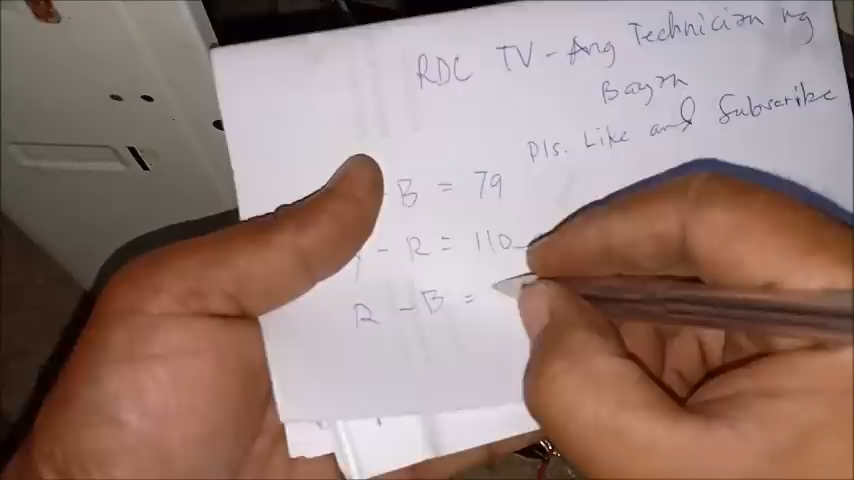 RDC TV - Ang Technician ng
Bayan
Pls. Like and Subscribe
- B = 79
Y - R = 110
R - B =